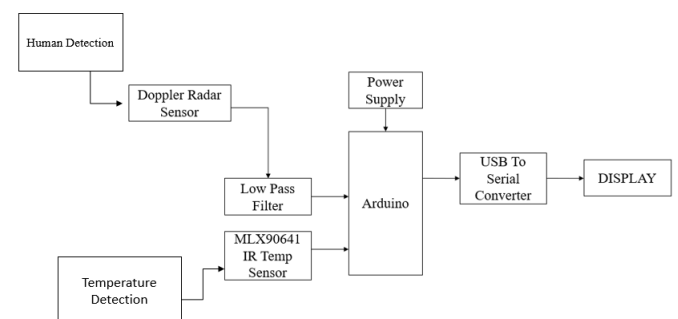 Human Detection
Doppler Radar
Sensor
Power
Supply
Low Pass
Filter
Arduino
USB To
Serial
Converter
DISPLAY
MLX90641
IR Temp
Sensor
Temperature
Detection